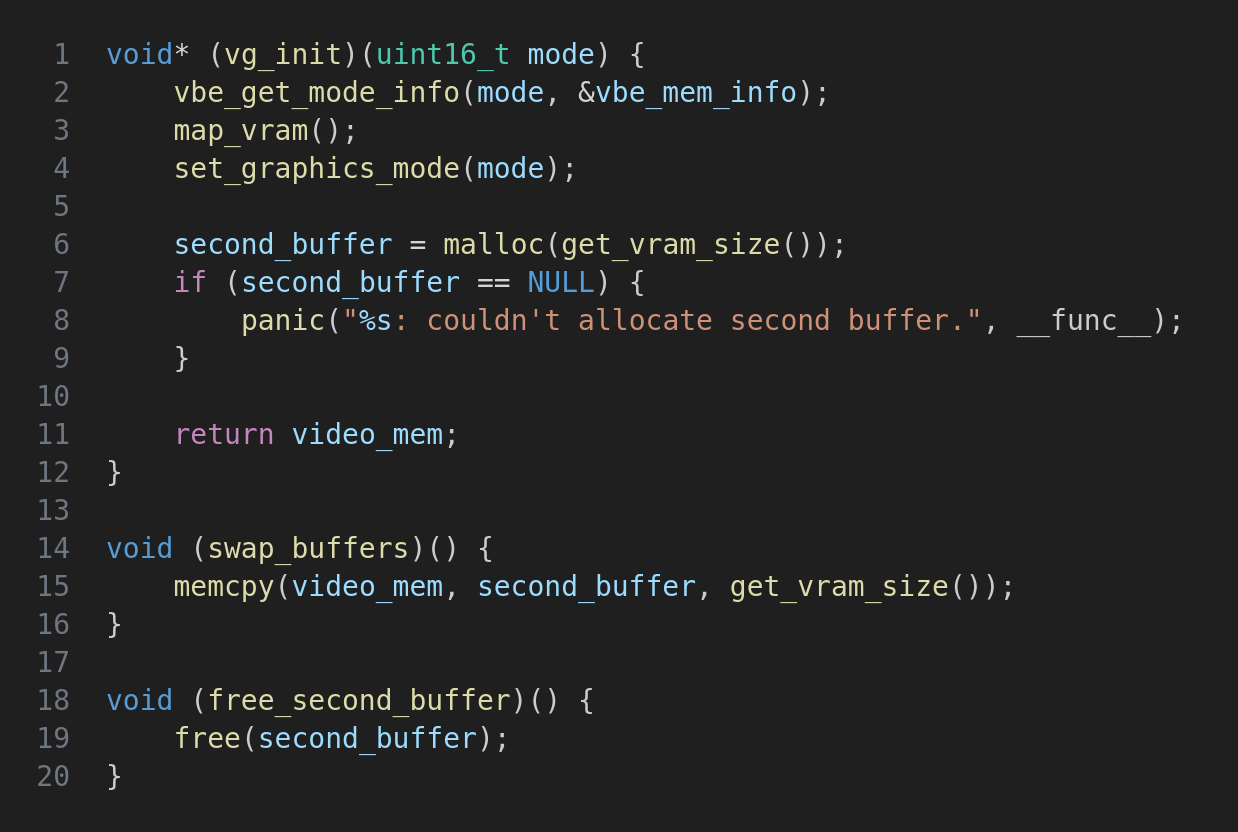 1 void* (vg_init)(uint16_t mode) {
2     vbe_get_mode_info(mode, &vbe_mem_info);
3     map_vram();
4     set_graphics_mode(mode);
5
6     second_buffer = malloc(get_vram_size());
7     if (second_buffer == NULL) {
8         panic("%s: couldn't allocate second buffer.", __func__);
9     }
10
11     return video_mem;
12 }
13
14 void (swap_buffers)() {
15     memcpy(video_mem, second_buffer, get_vram_size());
16 }
17
18 void (free_second_buffer)() {
19     free(second_buffer);
20 }